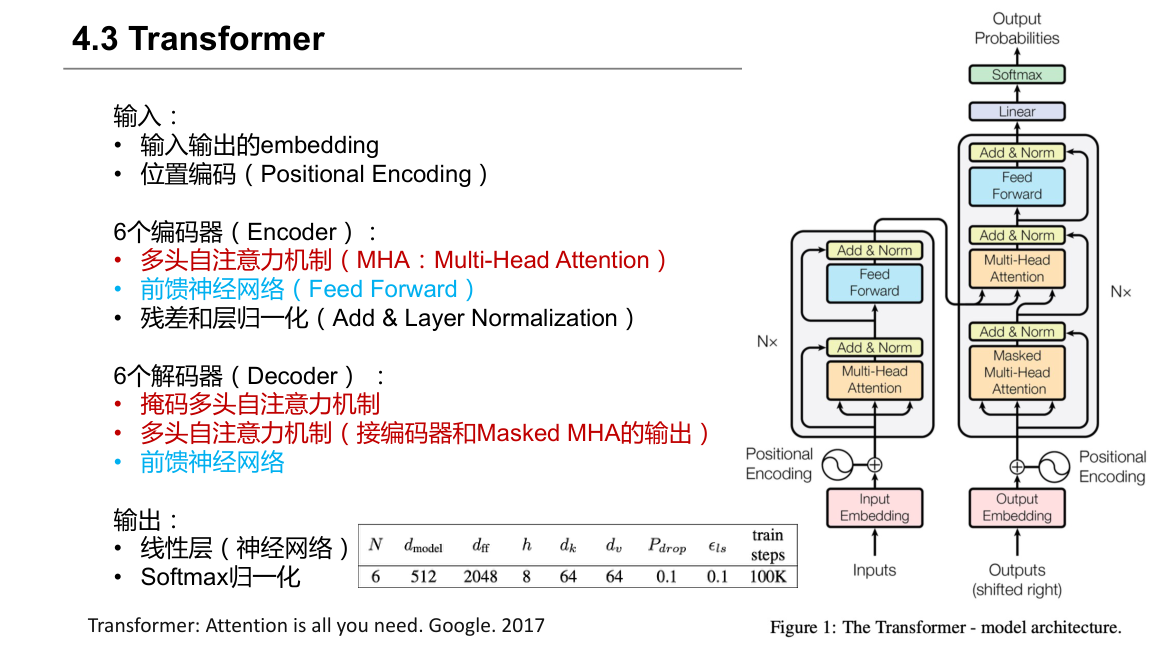 4.3 Transformer
输入：
• 输入输出的embedding
• 位置编码（Positional Encoding）
6个编码器（Encoder）：
• 多头自注意力机制（MHA：Multi-Head Attention）
• 前馈神经网络（Feed Forward）
• 残差和层归一化（Add & Layer Normalization）
6个解码器（Decoder）：
• 掩码多头自注意力机制
• 多头自注意力机制（接编码器和Masked MHA的输出）
• 前馈神经网络
输出：
• 线性层（神经网络）
• Softmax归一化
N d_model d_ff h d_k d_v P_drop ϵ_ls train steps
6 512 2048 8 64 64 0.1 0.1 100K
Transformer: Attention is all you need. Google. 2017
Output
Probabilities
Softmax
Linear
Add & Norm
Feed
Forward
Add & Norm
Multi-Head
Attention
Add & Norm
Masked
Multi-Head
Attention
N×
Add & Norm
Feed
Forward
Add & Norm
Multi-Head
Attention
N×
Positional
Encoding
Positional
Encoding
Input
Embedding
Output
Embedding
Inputs
Outputs
(shifted right)
Figure 1: The Transformer - model architecture.